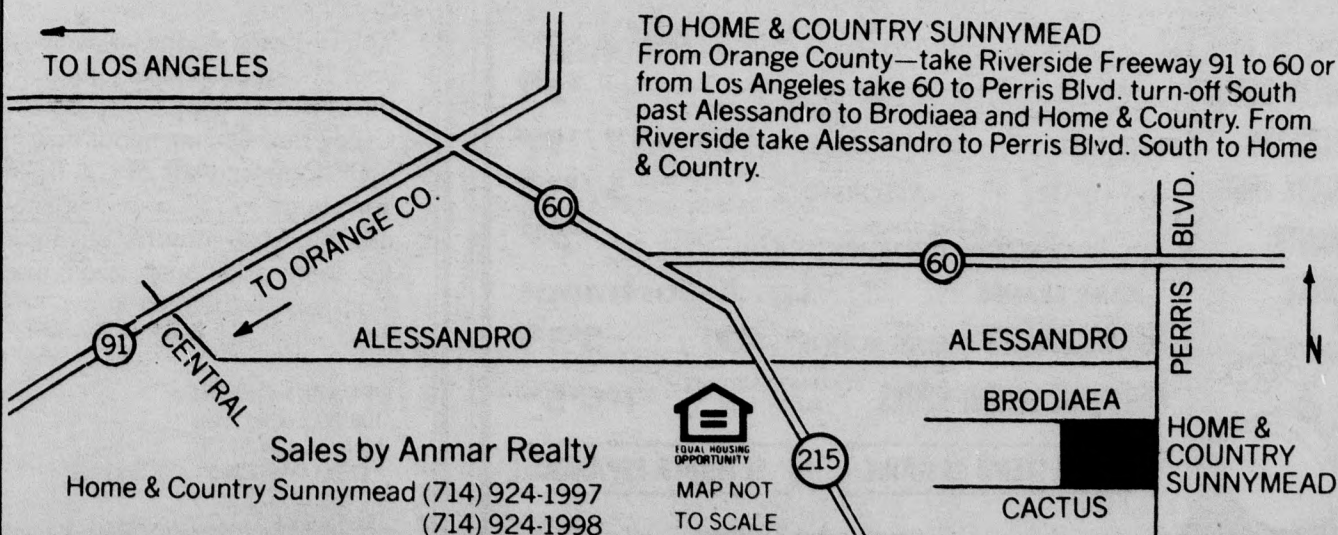 TO HOME & COUNTRY SUNNYMEAD
From Orange County—take Riverside Freeway 91 to 60 or
from Los Angeles take 60 to Perris Blvd. turn-off South
past Alessandro to Brodiaea and Home & Country. From
Riverside take Alessandro to Perris Blvd. South to Home
& Country.
TO LOS ANGELES
TO ORANGE CO.
60
60
PERRIS BLVD.
91
CENTRAL
ALESSANDRO
ALESSANDRO
N
BRODIAEA
HOME &
COUNTRY
SUNNYMEAD
CACTUS
215
Sales by Anmar Realty
Home & Country Sunnymead (714) 924-1997
(714) 924-1998
EQUAL HOUSING
OPPORTUNITY
MAP NOT
TO SCALE